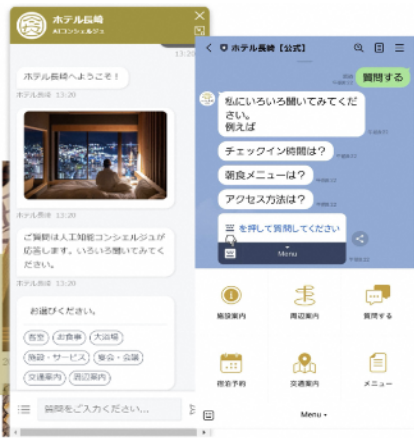 ホテル長崎
AIコンシェルジュ
13:20
ホテル長崎へようこそ！
ホテル長崎 13:20
ホテル長崎 13:20
ご質問は人工知能コンシェルジュが
応答します。いろいろ聞いてみてく
ださい。
ホテル長崎 13:20
お選びください。
客室
お食事
大浴場
施設・サービス
宴会・会議
交通案内
周辺案内
質問をご入力ください...
ホテル長崎【公式】
質問する
私にいろいろ聞いてみてくだ
さい。
例えば
チェックイン時間は？
朝食メニューは？
アクセス方法は？
を押して質問してください
Menu
施設案内
周辺案内
質問する
宿泊予約
交通案内
メニュー
Menu